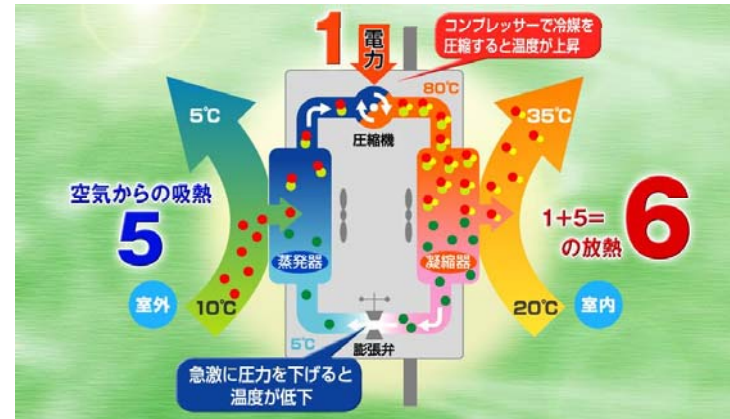 1
電力
コンプレッサーで冷媒を
圧縮すると温度が上昇
80℃
5℃
35℃
圧縮機
空気からの吸熱
5
1+5=
の放熱
6
蒸発器
凝縮器
室外
10℃
20℃
室内
5℃
膨張弁
急激に圧力を下げると
温度が低下